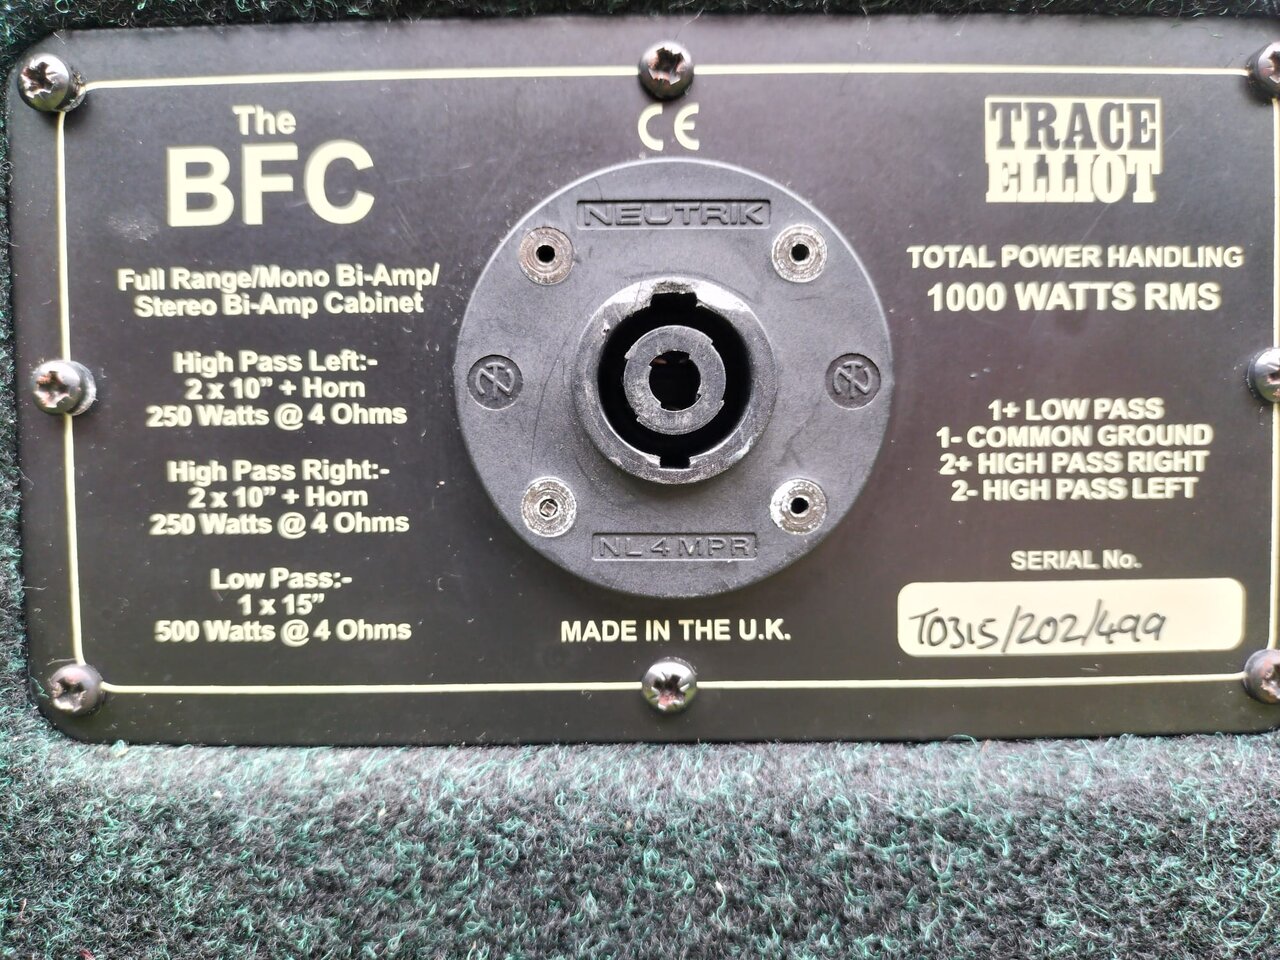 The
BFC
Full Range/Mono Bi-Amp/
Stereo Bi-Amp Cabinet
High Pass Left:-
2 x 10” + Horn
250 Watts @ 4 Ohms
High Pass Right:-
2 x 10” + Horn
250 Watts @ 4 Ohms
Low Pass:-
1 x 15”
500 Watts @ 4 Ohms
CE
NEUTRIK
NL4MPR
MADE IN THE U.K.
TRACE
ELLIOT
TOTAL POWER HANDLING
1000 WATTS RMS
1+ LOW PASS
1- COMMON GROUND
2+ HIGH PASS RIGHT
2- HIGH PASS LEFT
SERIAL No.
T0315/202/499